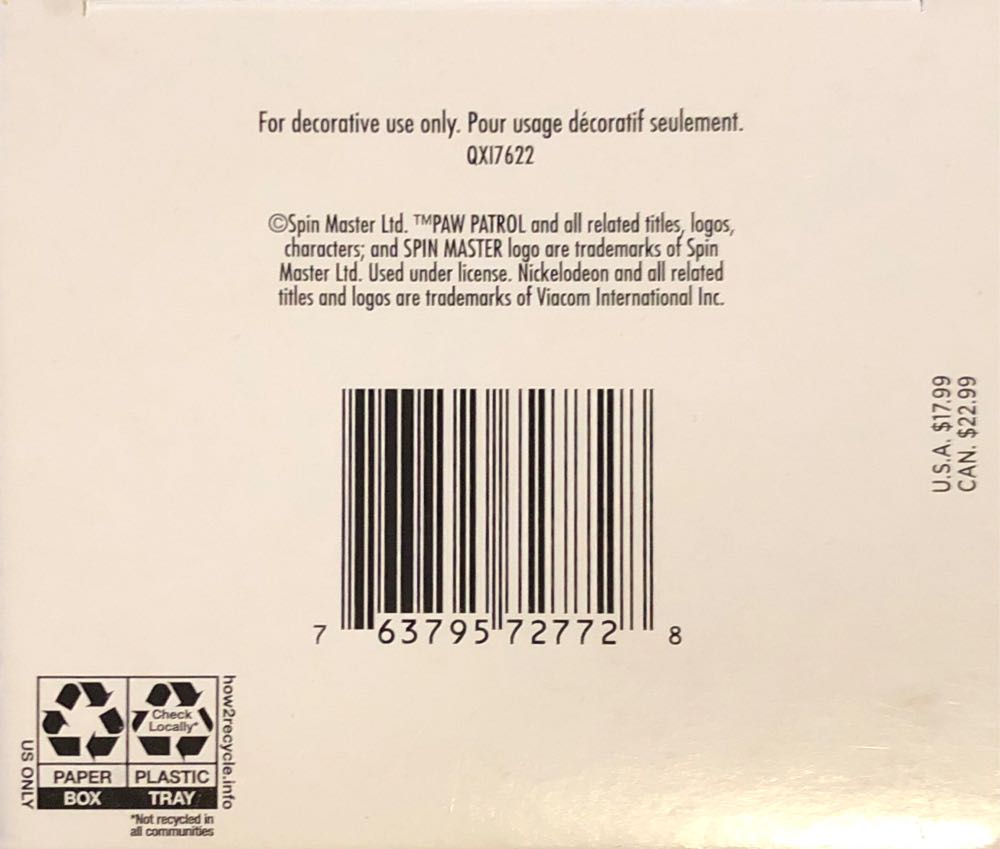 For decorative use only. Pour usage décoratif seulement.
QXI7622
©Spin Master Ltd. ™PAW PATROL and all related titles, logos,
characters; and SPIN MASTER logo are trademarks of Spin
Master Ltd. Used under license. Nickelodeon and all related
titles and logos are trademarks of Viacom International Inc.
U.S.A. $17.99
CAN. $22.99
7 63795 72772 8
US ONLY
Check
Locally*
PAPER
BOX
PLASTIC
TRAY
how2recycle.info
*Not recycled in
all communities